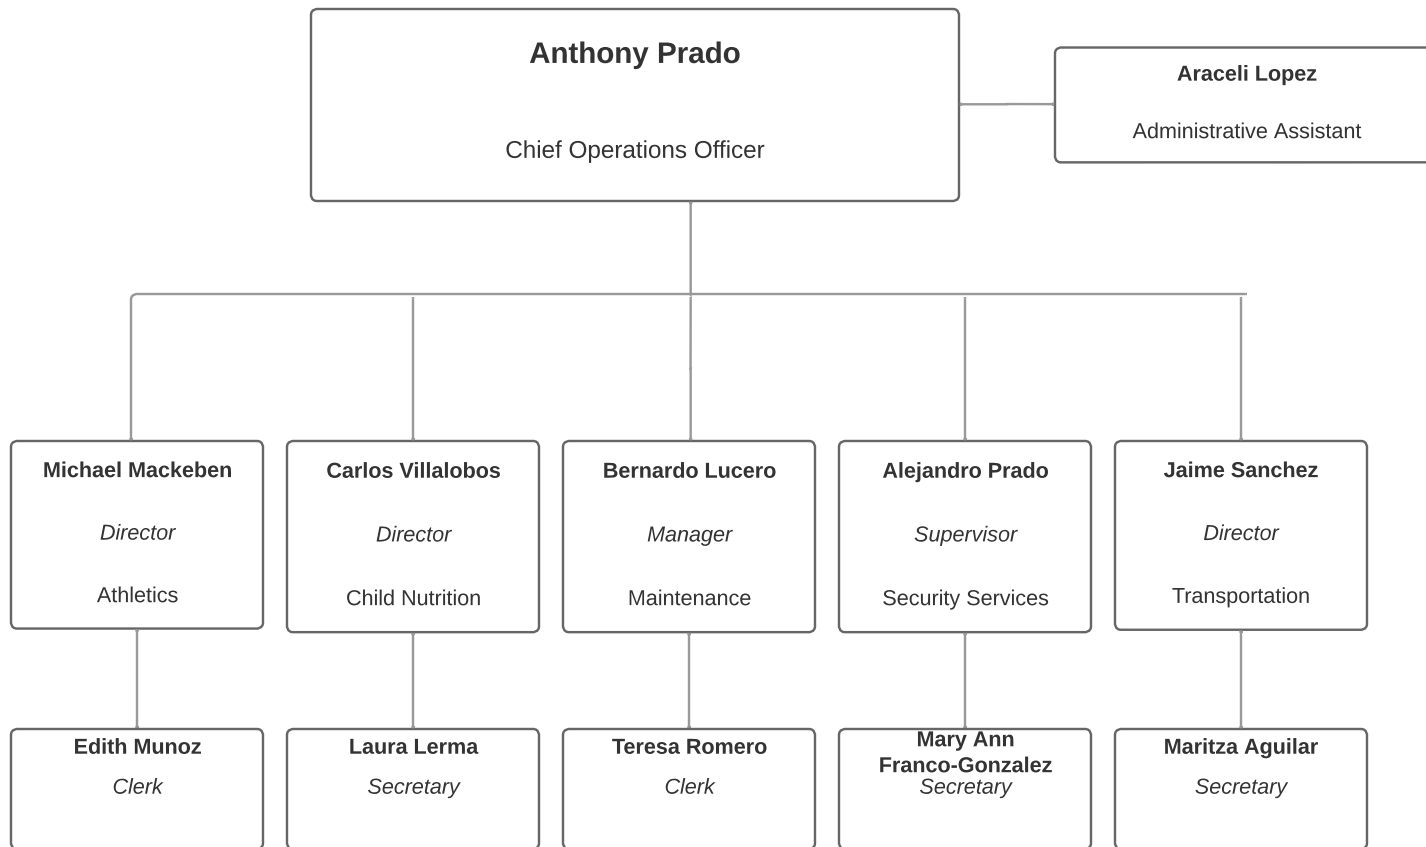 Anthony Prado
Chief Operations Officer
Araceli Lopez
Administrative Assistant
Michael Mackeben
Director
Athletics
Carlos Villalobos
Director
Child Nutrition
Bernardo Lucero
Manager
Maintenance
Alejandro Prado
Supervisor
Security Services
Jaime Sanchez
Director
Transportation
Edith Munoz
Clerk
Laura Lerma
Secretary
Teresa Romero
Clerk
Mary Ann
Franco-Gonzalez
Secretary
Maritza Aguilar
Secretary